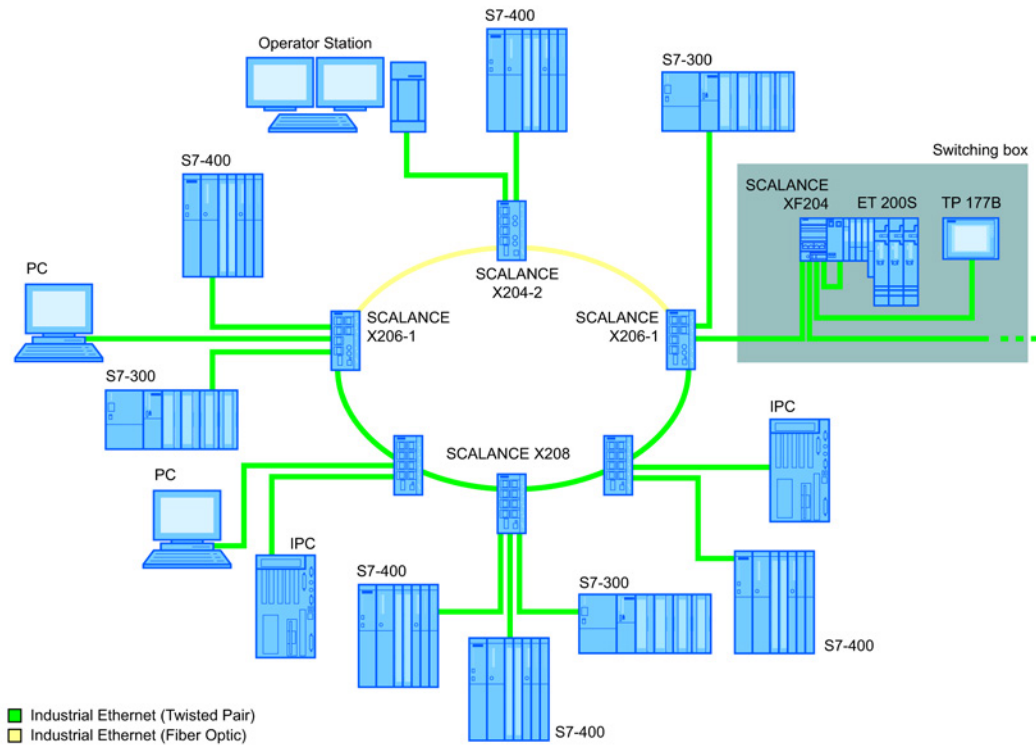 S7-400
Operator Station
S7-300
Switching box
S7-400
SCALANCE
XF204
ET 200S
TP 177B
PC
SCALANCE
X204-2
SCALANCE
X206-1
SCALANCE
X206-1
S7-300
IPC
SCALANCE X208
PC
IPC
S7-400
S7-300
S7-400
S7-400
Industrial Ethernet (Twisted Pair)
Industrial Ethernet (Fiber Optic)